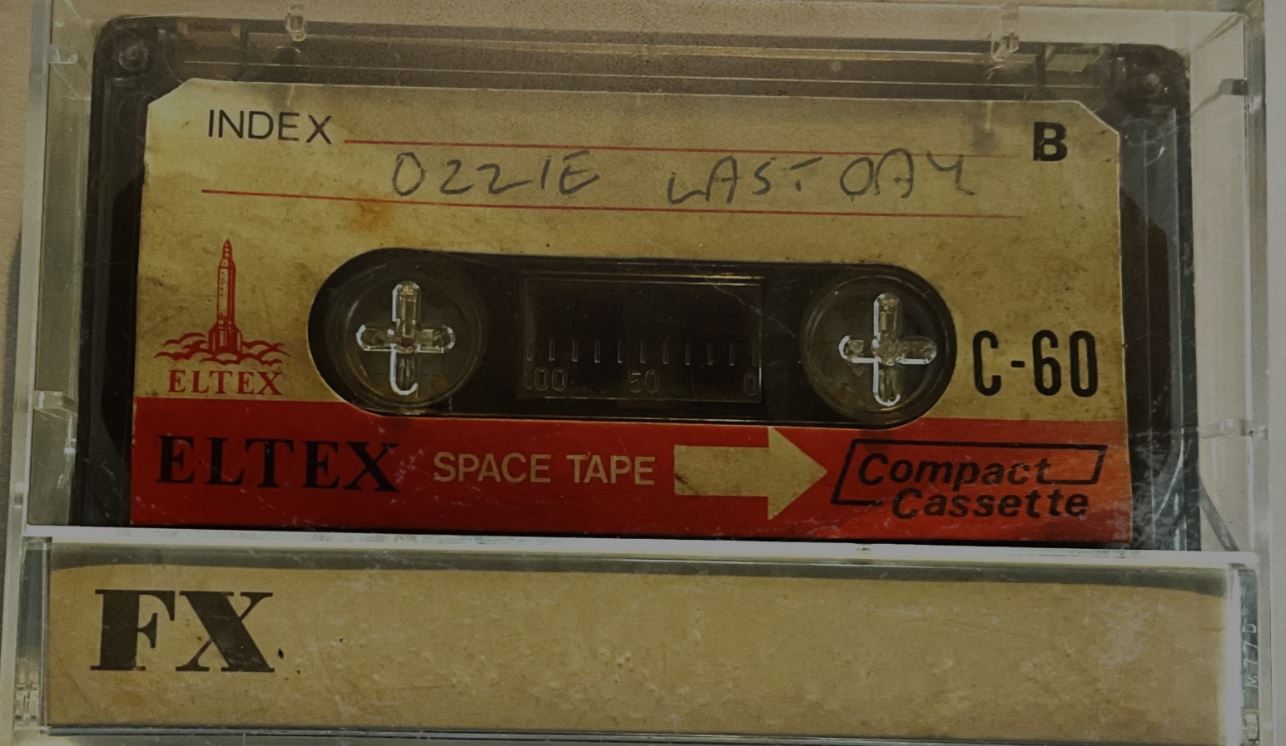 INDEX
B
OZZIE LAST DAY
ELTEX
100 50 0
C-60
ELTEX SPACE TAPE Compact Cassette
FX